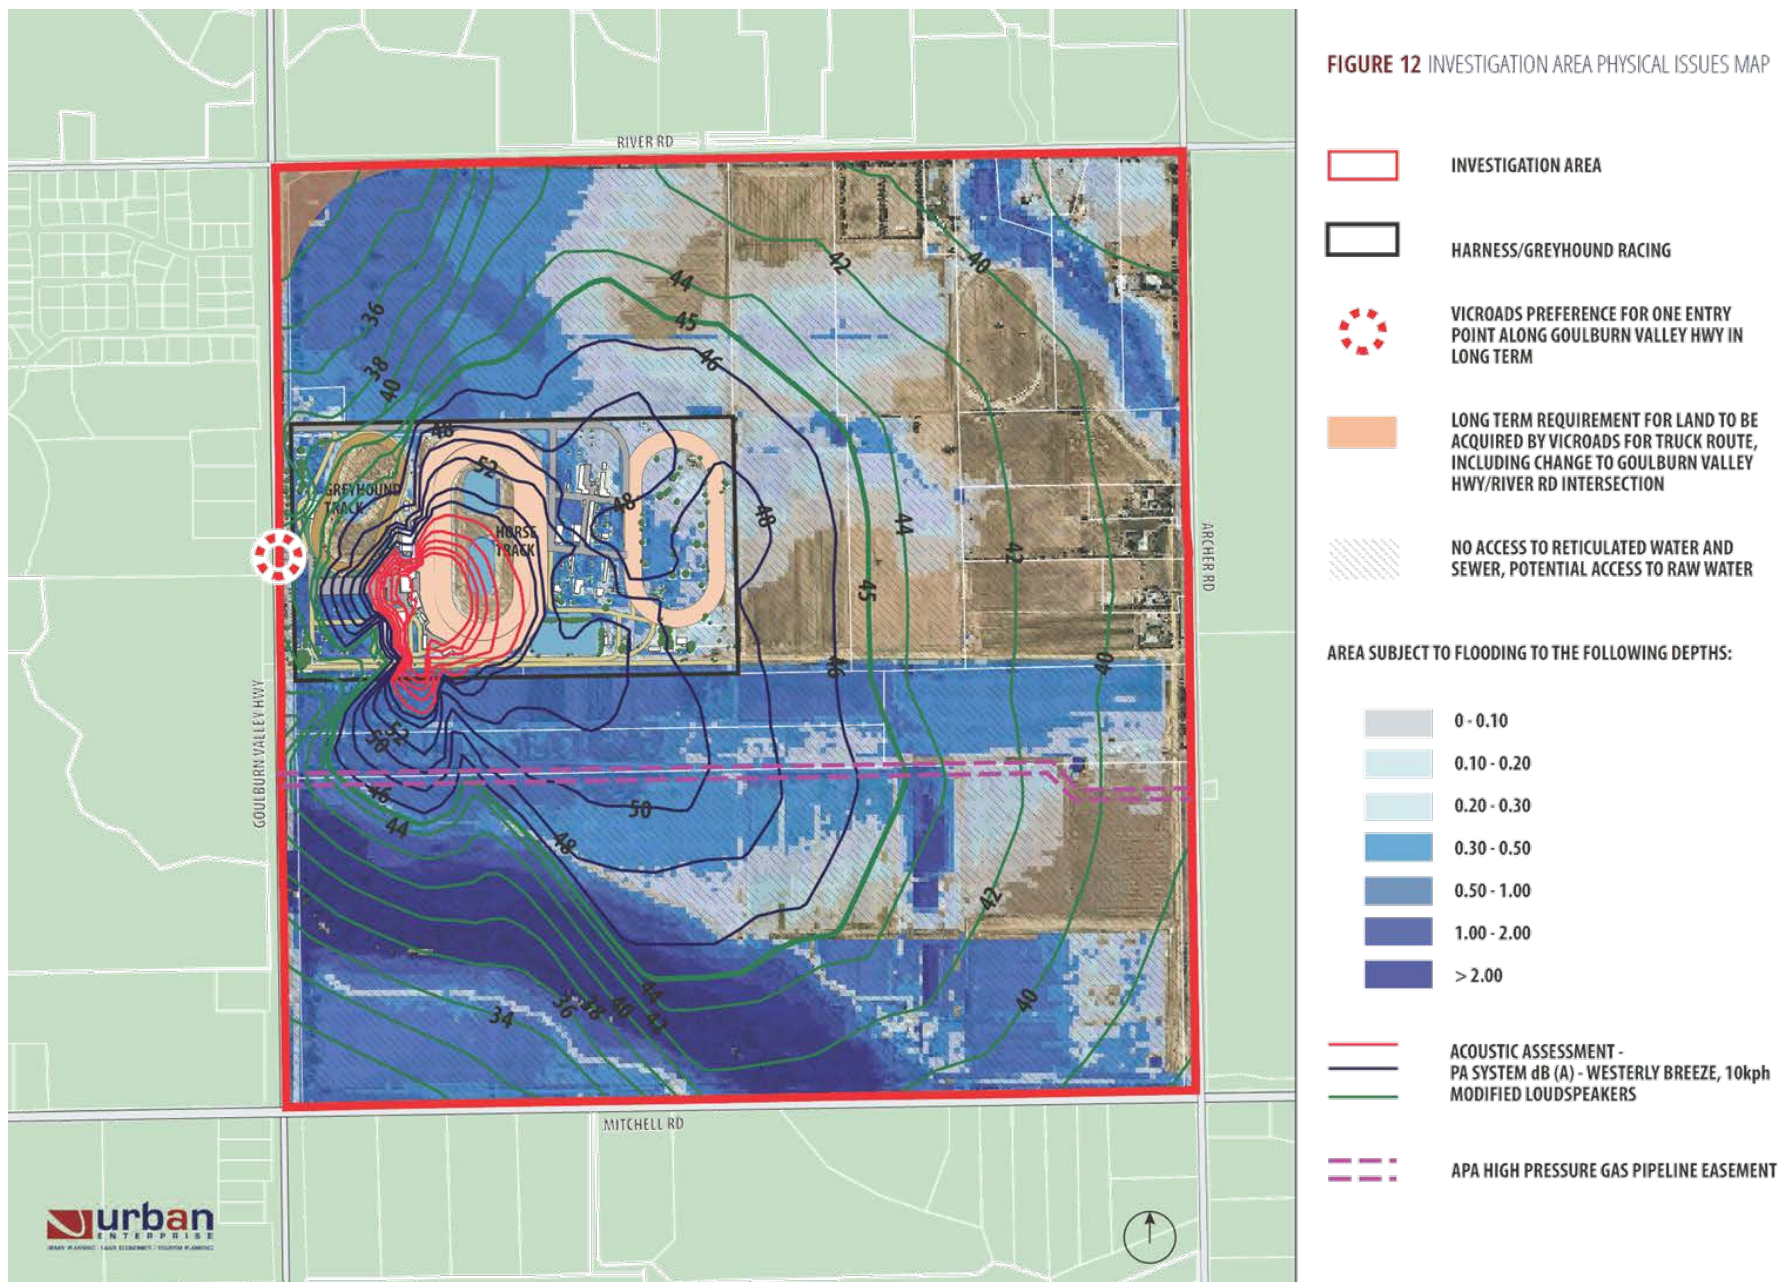 FIGURE 12 INVESTIGATION AREA PHYSICAL ISSUES MAP
INVESTIGATION AREA
HARNESS/GREYHOUND RACING
VICROADS PREFERENCE FOR ONE ENTRY
POINT ALONG GOULBURN VALLEY HWY IN
LONG TERM
LONG TERM REQUIREMENT FOR LAND TO BE
ACQUIRED BY VICROADS FOR TRUCK ROUTE,
INCLUDING CHANGE TO GOULBURN VALLEY
HWY/RIVER RD INTERSECTION
NO ACCESS TO RETICULATED WATER AND
SEWER, POTENTIAL ACCESS TO RAW WATER
AREA SUBJECT TO FLOODING TO THE FOLLOWING DEPTHS:
0 - 0.10
0.10 - 0.20
0.20 - 0.30
0.30 - 0.50
0.50 - 1.00
1.00 - 2.00
> 2.00
ACOUSTIC ASSESSMENT -
PA SYSTEM dB (A) - WESTERLY BREEZE, 10kph
MODIFIED LOUDSPEAKERS
APA HIGH PRESSURE GAS PIPELINE EASEMENT
RIVER RD
42
40
44
45
36
46
38
40
48
52
GREYHOUND
TRACK
48
48
HORSE
TRACK
44
42
ARCHER RD
45
46
40
GOULBURN VALLEY HWY
52
50
46
50
44
48
42
44
40
38
36
42
34
40
MITCHELL RD
urban
ENTERPRISE
URBAN PLANNING / LAND ECONOMICS / TOURISM PLANNING